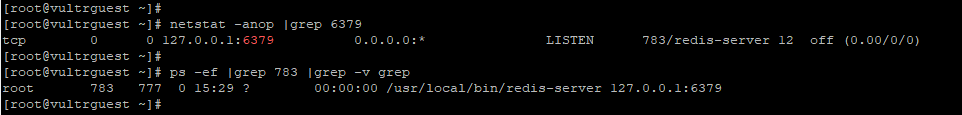 [root@vultrguest ~]#
[root@vultrguest ~]# netstat -anop |grep 6379
tcp        0      0 127.0.0.1:6379          0.0.0.0:*               LISTEN      783/redis-server 12  off (0.00/0/0)
[root@vultrguest ~]#
[root@vultrguest ~]# ps -ef |grep 783 |grep -v grep
root       783   777  0 15:29 ?        00:00:00 /usr/local/bin/redis-server 127.0.0.1:6379
[root@vultrguest ~]#